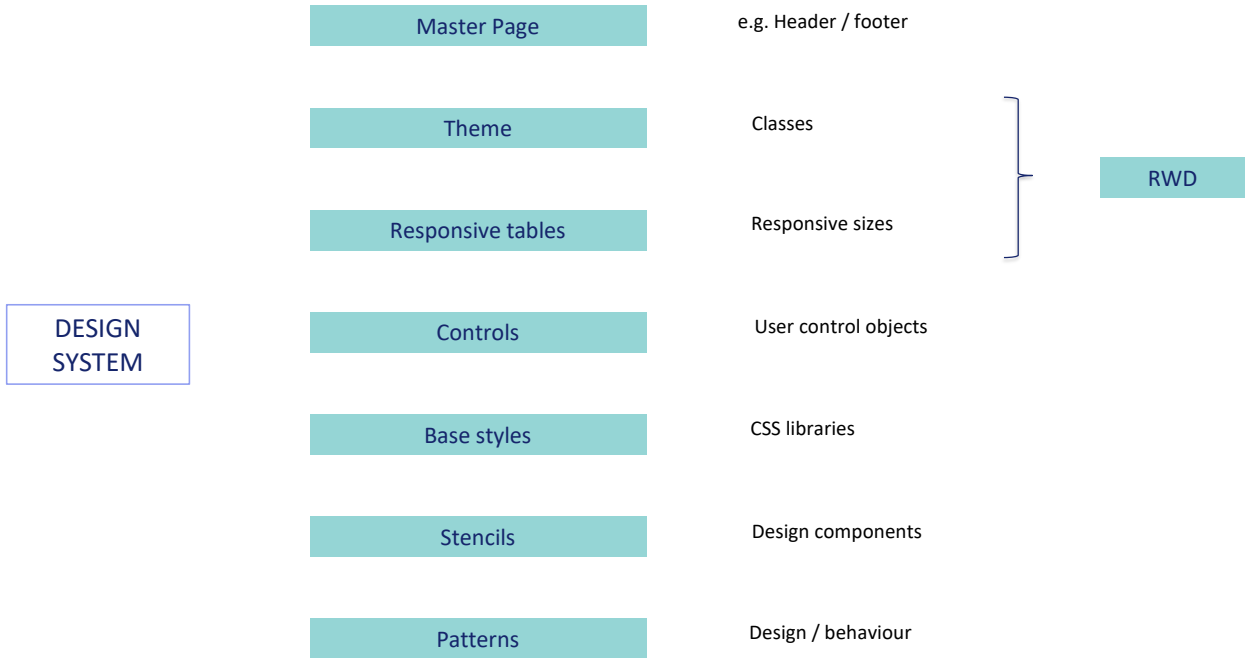 Master Page
e.g. Header / footer
Theme
Classes
RWD
Responsive tables
Responsive sizes
DESIGN
SYSTEM
Controls
User control objects
Base styles
CSS libraries
Stencils
Design components
Patterns
Design / behaviour